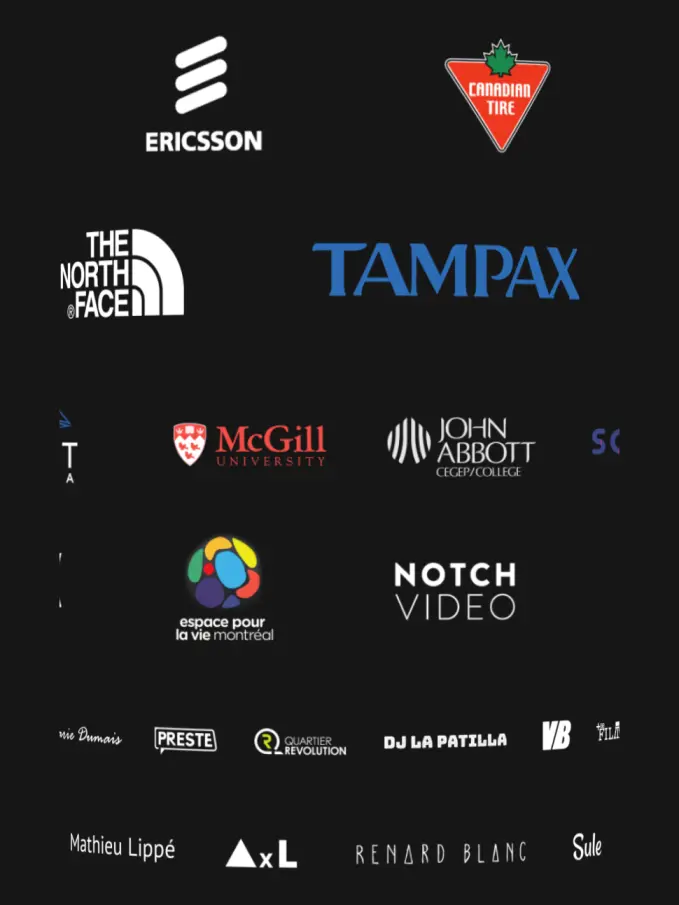 ERICSSON
CANADIAN
TIRE
THE
NORTH
®FACE
TAMPAX
T
A
McGill
UNIVERSITY
JOHN
ABBOTT
CEGEP/COLLEGE
espace pour
la vie montréal
NOTCH
VIDEO
Dumais
PRESTE
QUARTIER
REVOLUTION
DJ LA PATILLA
VB
Mathieu Lippé
x L
RENARD BLANC
Sule